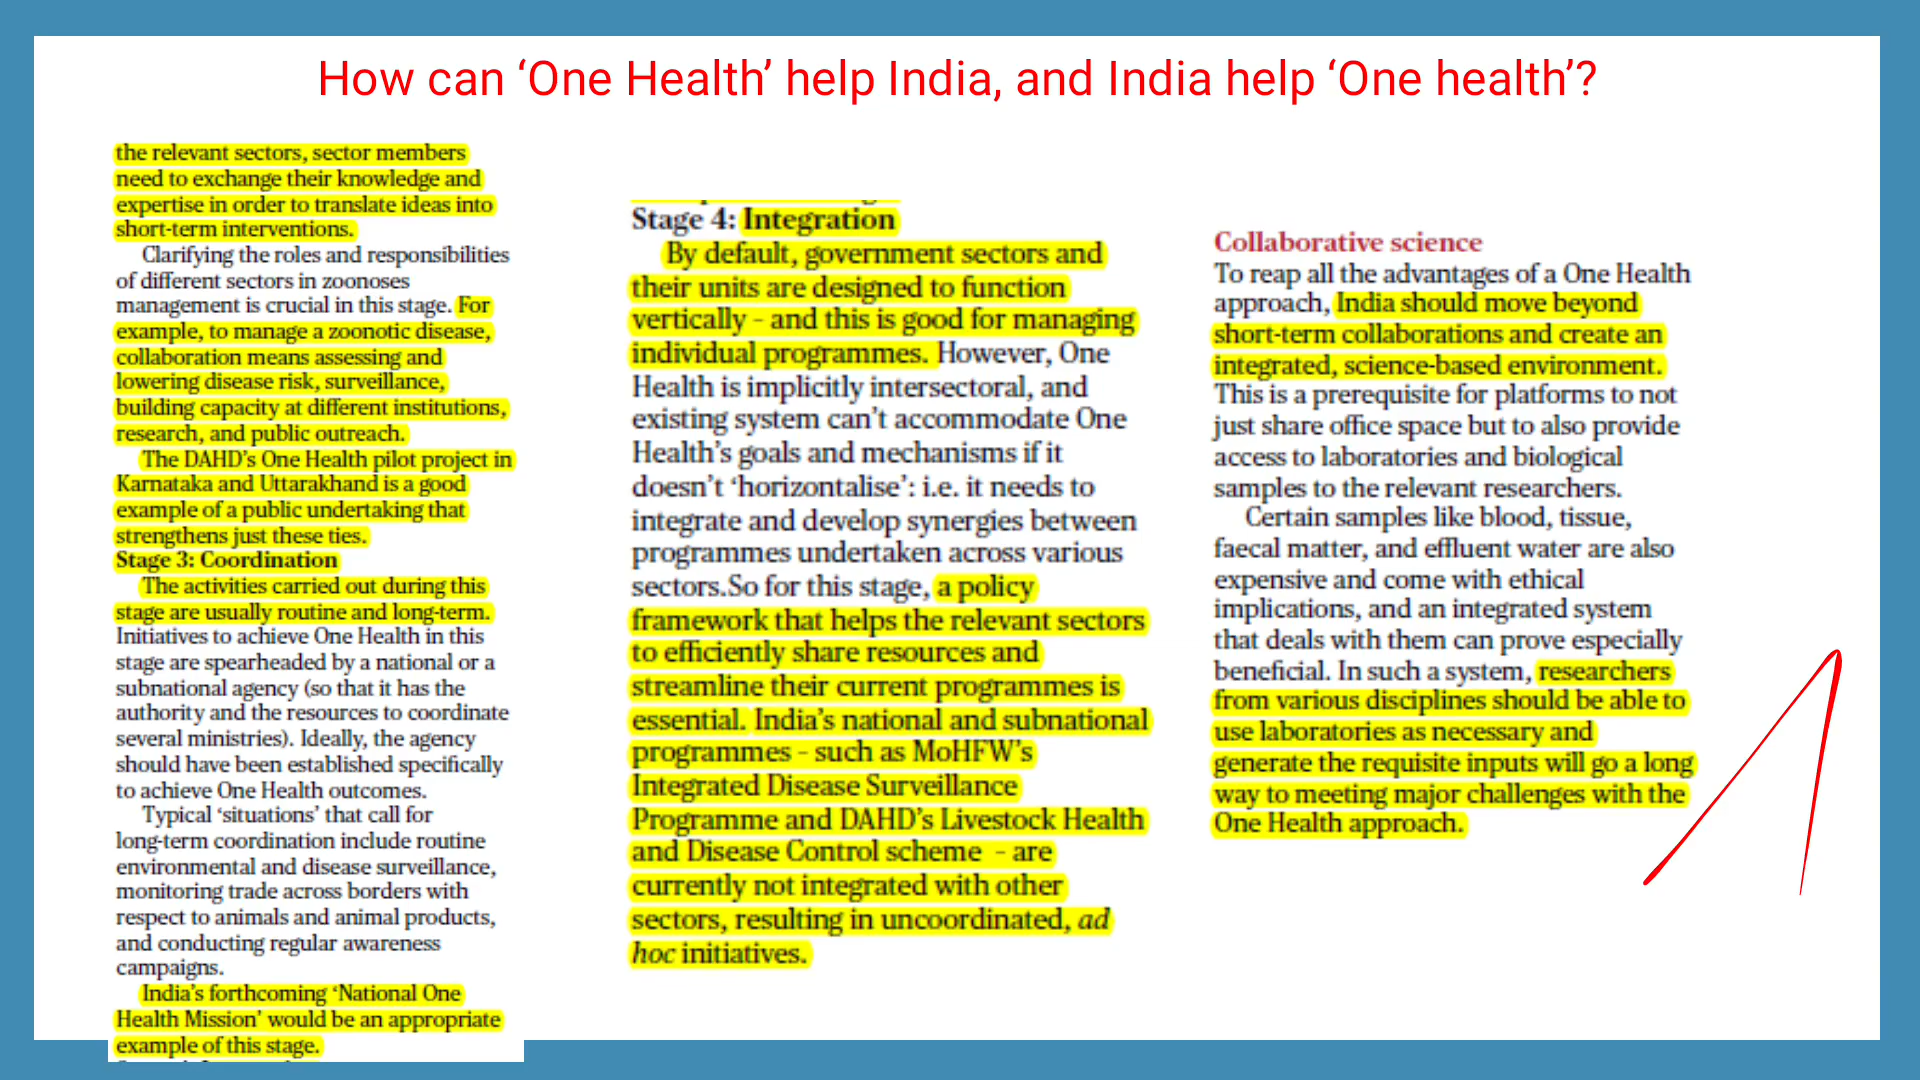 How can ‘One Health’ help India, and India help ‘One health’?
the relevant sectors, sector members
need to exchange their knowledge and
expertise in order to translate ideas into
short-term interventions.
Clarifying the roles and responsibilities
of different sectors in zoonoses
management is crucial in this stage. For
example, to manage a zoonotic disease,
collaboration means assessing and
lowering disease risk, surveillance,
building capacity at different institutions,
research, and public outreach.
The DAHD’s One Health pilot project in
Karnataka and Uttarakhand is a good
example of a public undertaking that
strengthens just these ties.
Stage 3: Coordination
The activities carried out during this
stage are usually routine and long-term.
Initiatives to achieve One Health in this
stage are spearheaded by a national or a
subnational agency (so that it has the
authority and the resources to coordinate
several ministries). Ideally, the agency
should have been established specifically
to achieve One Health outcomes.
Typical ‘situations’ that call for
long-term coordination include routine
environmental and disease surveillance,
monitoring trade across borders with
respect to animals and animal products,
and conducting regular awareness
campaigns.
India’s forthcoming ‘National One
Health Mission’ would be an appropriate
example of this stage.
Stage 4: Integration
By default, government sectors and
their units are designed to function
vertically - and this is good for managing
individual programmes. However, One
Health is implicitly intersectoral, and
existing system can’t accommodate One
Health’s goals and mechanisms if it
doesn’t ‘horizontalise’: i.e. it needs to
integrate and develop synergies between
programmes undertaken across various
sectors.So for this stage, a policy
framework that helps the relevant sectors
to efficiently share resources and
streamline their current programmes is
essential. India’s national and subnational
programmes - such as MoHFW’s
Integrated Disease Surveillance
Programme and DAHD’s Livestock Health
and Disease Control scheme - are
currently not integrated with other
sectors, resulting in uncoordinated, ad
hoc initiatives.
Collaborative science
To reap all the advantages of a One Health
approach, India should move beyond
short-term collaborations and create an
integrated, science-based environment.
This is a prerequisite for platforms to not
just share office space but to also provide
access to laboratories and biological
samples to the relevant researchers.
Certain samples like blood, tissue,
faecal matter, and effluent water are also
expensive and come with ethical
implications, and an integrated system
that deals with them can prove especially
beneficial. In such a system, researchers
from various disciplines should be able to
use laboratories as necessary and
generate the requisite inputs will go a long
way to meeting major challenges with the
One Health approach.